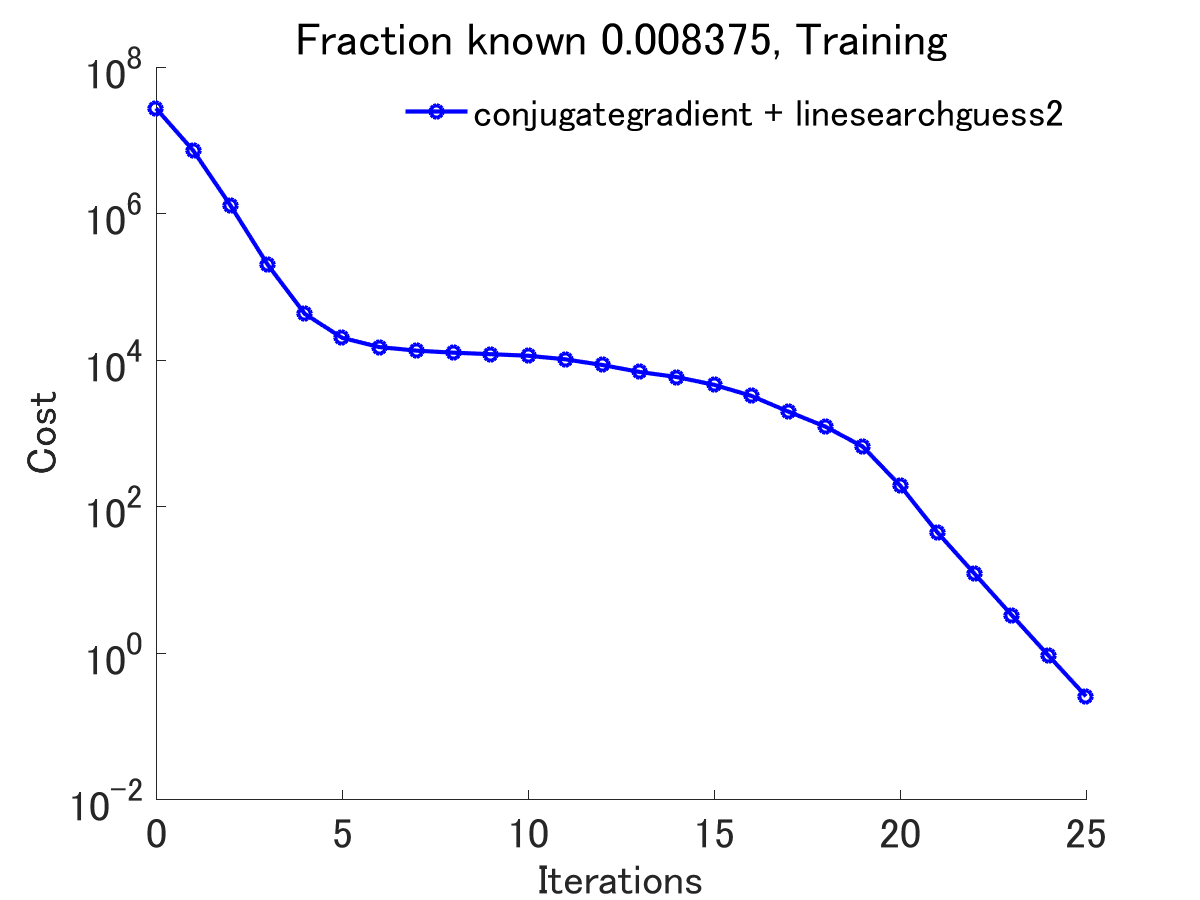 Fraction known 0.008375, Training
conjugategradient + linesearchguess2
10^8
10^6
10^4
10^2
10^0
10^-2
Cost
0 5 10 15 20 25
Iterations